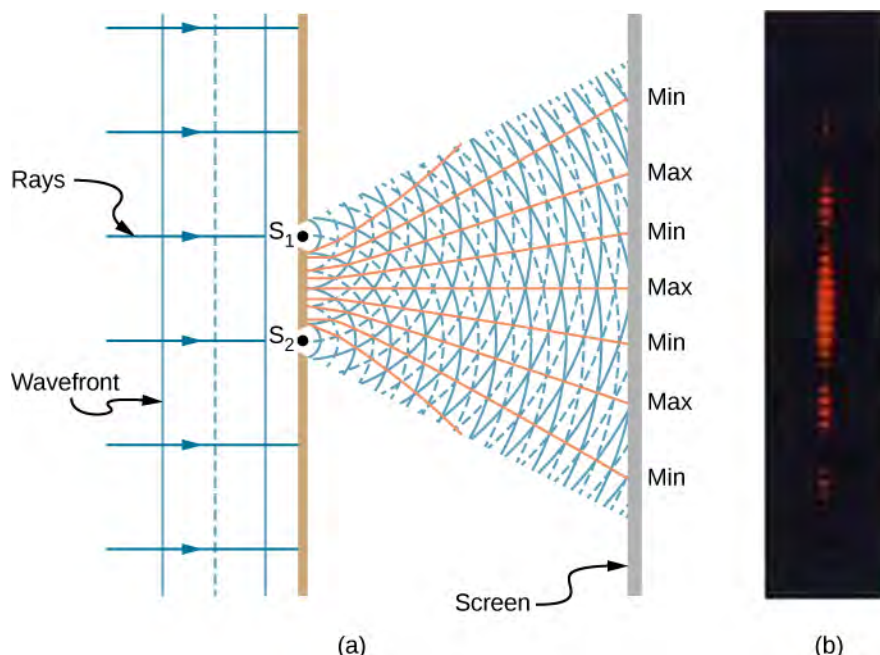 Min
Max
Rays
S1
Min
Max
S2
Min
Wavefront
Max
Min
Screen
(a)
(b)